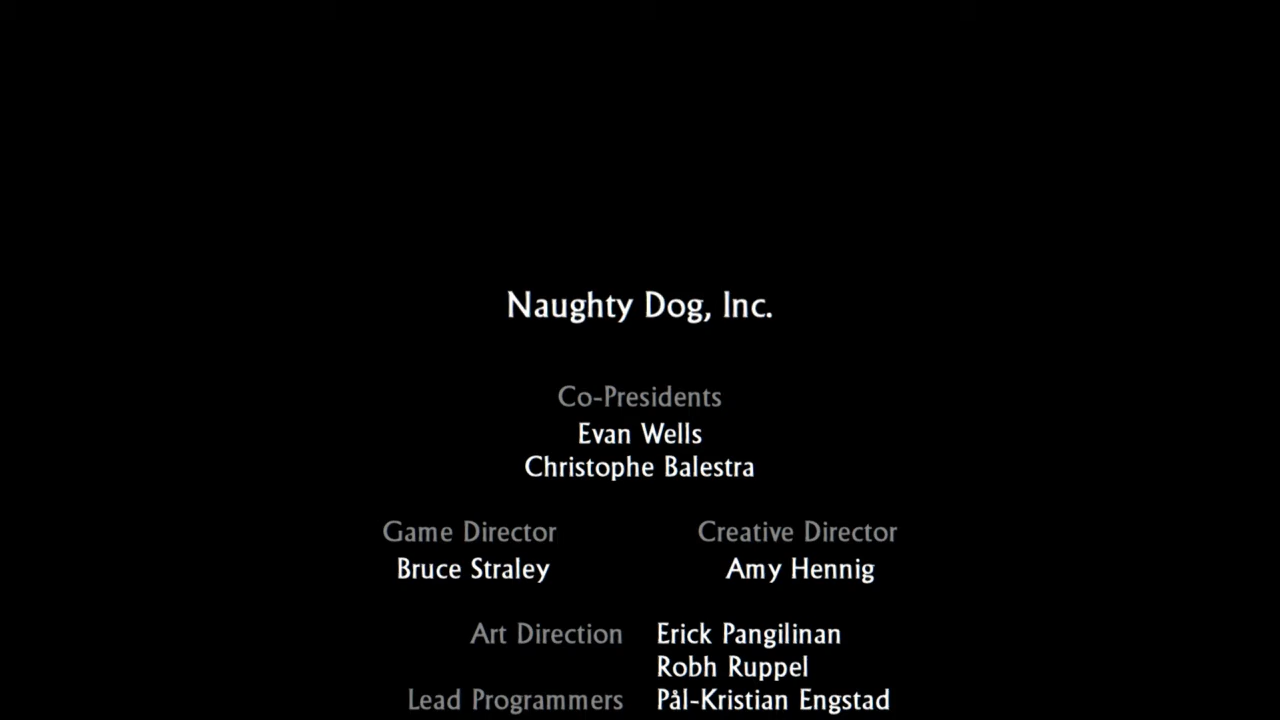 Naughty Dog, Inc.
Co-Presidents
Evan Wells
Christophe Balestra
Game Director Creative Director
Bruce Straley Amy Hennig
Art Direction Erick Pangilinan
Robh Ruppel
Lead Programmers Pål-Kristian Engstad